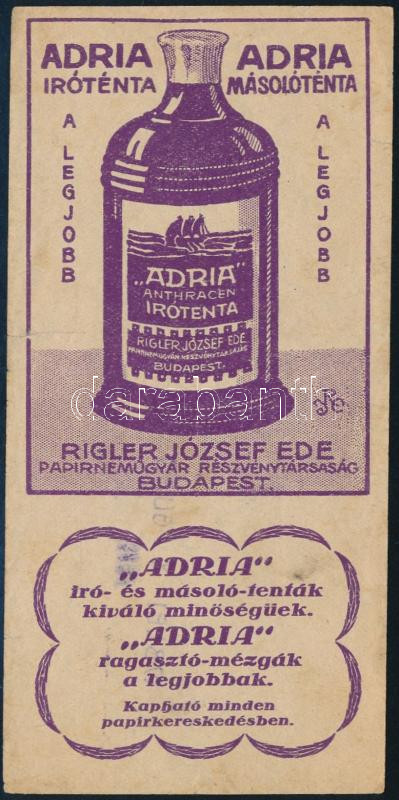 ADRIA
IRÓTÉNTA
ADRIA
MÁSOLÓTÉNTA
A LEGJOBB
A LEGJOBB
„ADRIA“
ANTHRACEN
IRÓTENTA
RIGLER JÓZSEF EDE
PAPIRNEMŰGYÁR RÉSZVÉNYTÁRSASÁG
BUDAPEST.
darabanth
RIGLER JÓZSEF EDE
PAPIRNEMŰGYÁR RÉSZVÉNYTÁRSASÁG
BUDAPEST.
„ADRIA“
iró- és másoló-tenták
kiváló minőségüek.
„ADRIA“
ragasztó-mézgák
a legjobbak.
Kapható minden
papirkereskedésben.